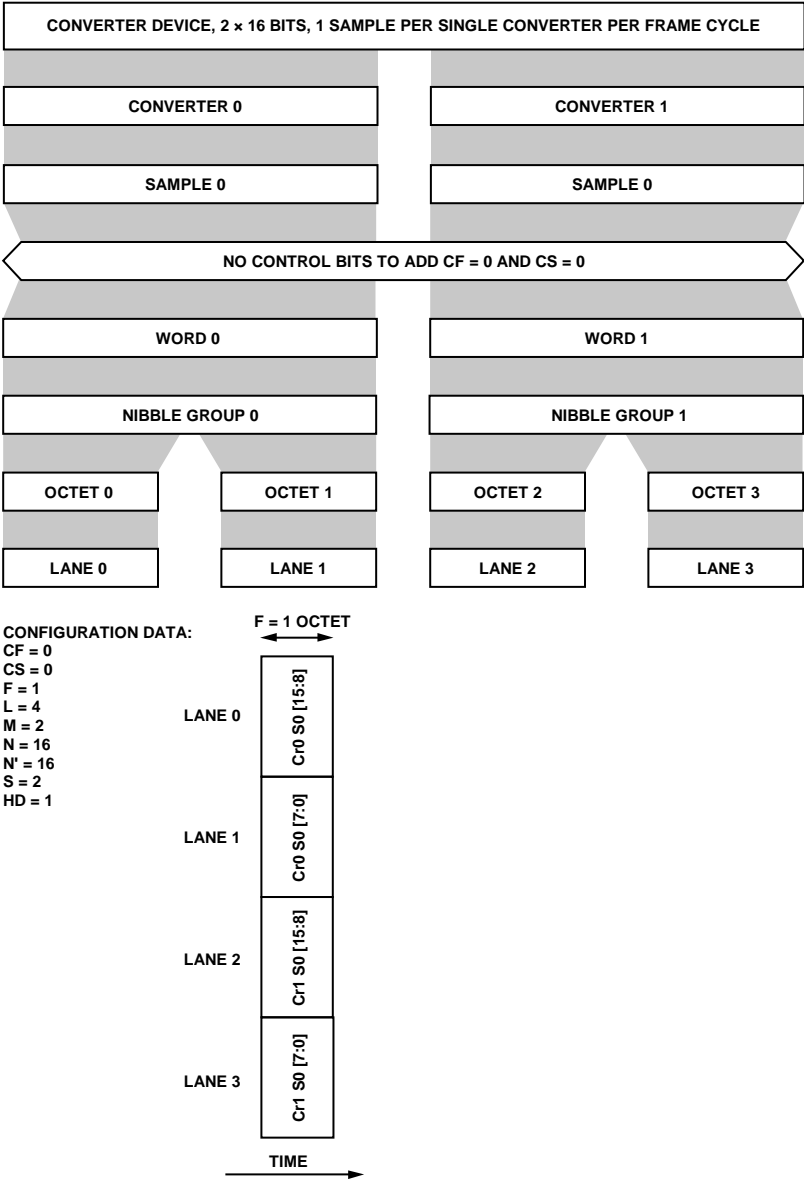 CONVERTER DEVICE, 2 × 16 BITS, 1 SAMPLE PER SINGLE CONVERTER PER FRAME CYCLE
CONVERTER 0
CONVERTER 1
SAMPLE 0
SAMPLE 0
NO CONTROL BITS TO ADD CF = 0 AND CS = 0
WORD 0
WORD 1
NIBBLE GROUP 0
NIBBLE GROUP 1
OCTET 0
OCTET 1
OCTET 2
OCTET 3
LANE 0
LANE 1
LANE 2
LANE 3
CONFIGURATION DATA:
CF = 0
CS = 0
F = 1
L = 4
M = 2
N = 16
N' = 16
S = 2
HD = 1
F = 1 OCTET
LANE 0
Cr0 S0 [15:8]
LANE 1
Cr0 S0 [7:0]
LANE 2
Cr1 S0 [15:8]
LANE 3
Cr1 S0 [7:0]
TIME